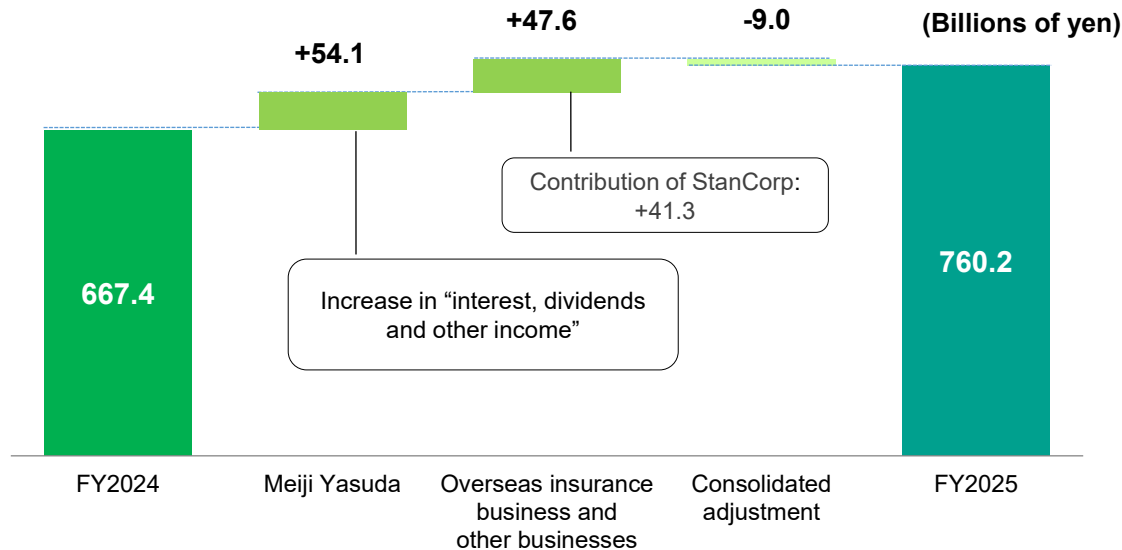 +54.1
+47.6
-9.0
(Billions of yen)
Contribution of StanCorp:
+41.3
Increase in “interest, dividends
and other income”
667.4
760.2
FY2024
Meiji Yasuda
Overseas insurance
business and
other businesses
Consolidated
adjustment
FY2025